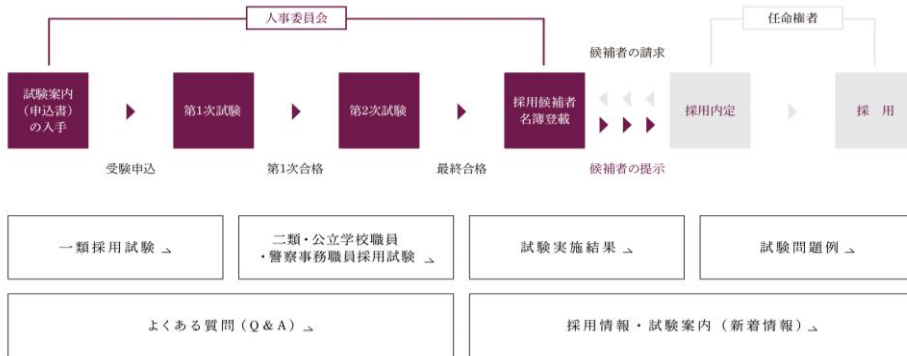 人事委員会
任命権者
候補者の請求
試験案内
(申込書)
の入手
第1次試験
第2次試験
採用候補者
名簿登載
採用内定
採 用
受験申込
第1次合格
最終合格
候補者の提示
一類採用試験
二類・公立学校職員
・警察事務職員採用試験
試験実施結果
試験問題例
よくある質問(Q&A)
採用情報・試験案内(新着情報)